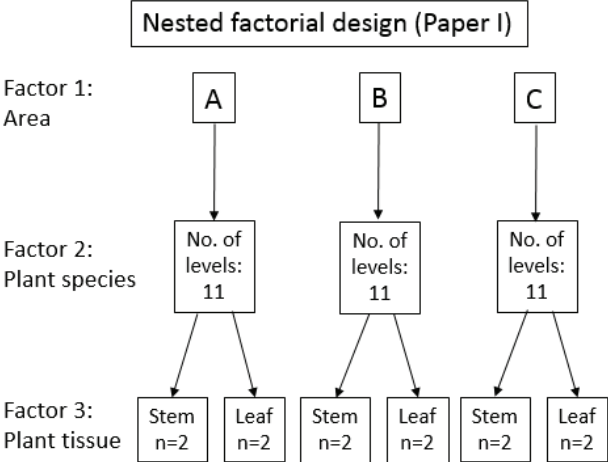 Nested factorial design (Paper I)
Factor 1:
Area
A
B
C
Factor 2:
Plant species
No. of
levels:
11
No. of
levels:
11
No. of
levels:
11
Factor 3:
Plant tissue
Stem
n=2
Leaf
n=2
Stem
n=2
Leaf
n=2
Stem
n=2
Leaf
n=2